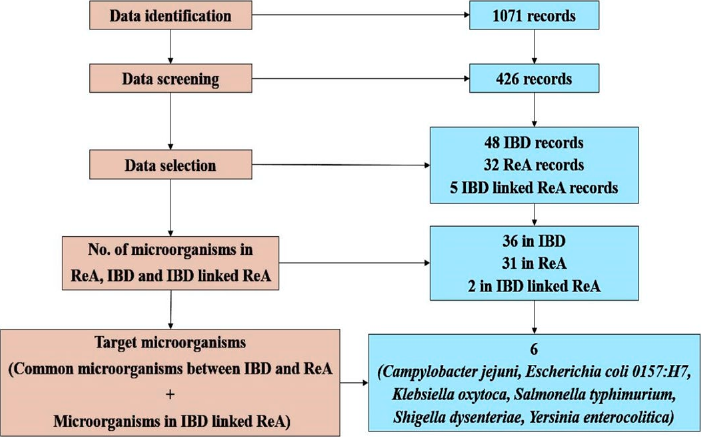 Data identification
1071 records
Data screening
426 records
Data selection
48 IBD records
32 ReA records
5 IBD linked ReA records
No. of microorganisms in
ReA, IBD and IBD linked ReA
36 in IBD
31 in ReA
2 in IBD linked ReA
Target microorganisms
(Common microorganisms between IBD and ReA
+
Microorganisms in IBD linked ReA)
6
(Campylobacter jejuni, Escherichia coli 0157:H7,
Klebsiella oxytoca, Salmonella typhimurium,
Shigella dysenteriae, Yersinia enterocolitica)